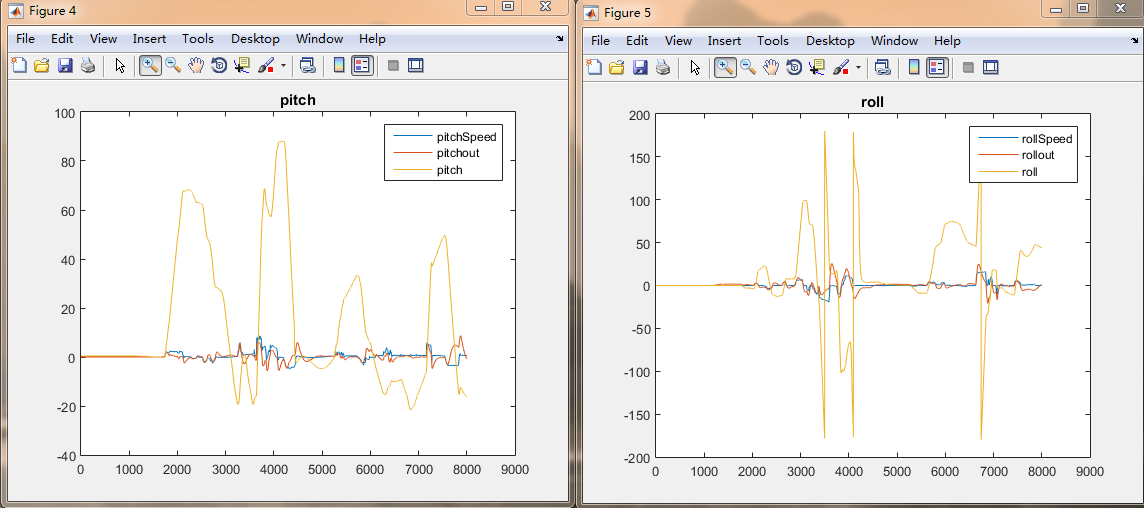 Figure 4
File Edit View Insert Tools Desktop Window Help
pitch
pitchSpeed
pitchout
pitch
100
80
60
40
20
0
-20
-40
0 1000 2000 3000 4000 5000 6000 7000 8000 9000
Figure 5
File Edit View Insert Tools Desktop Window Help
roll
rollSpeed
rollout
roll
200
150
100
50
0
-50
-100
-150
-200
0 1000 2000 3000 4000 5000 6000 7000 8000 9000